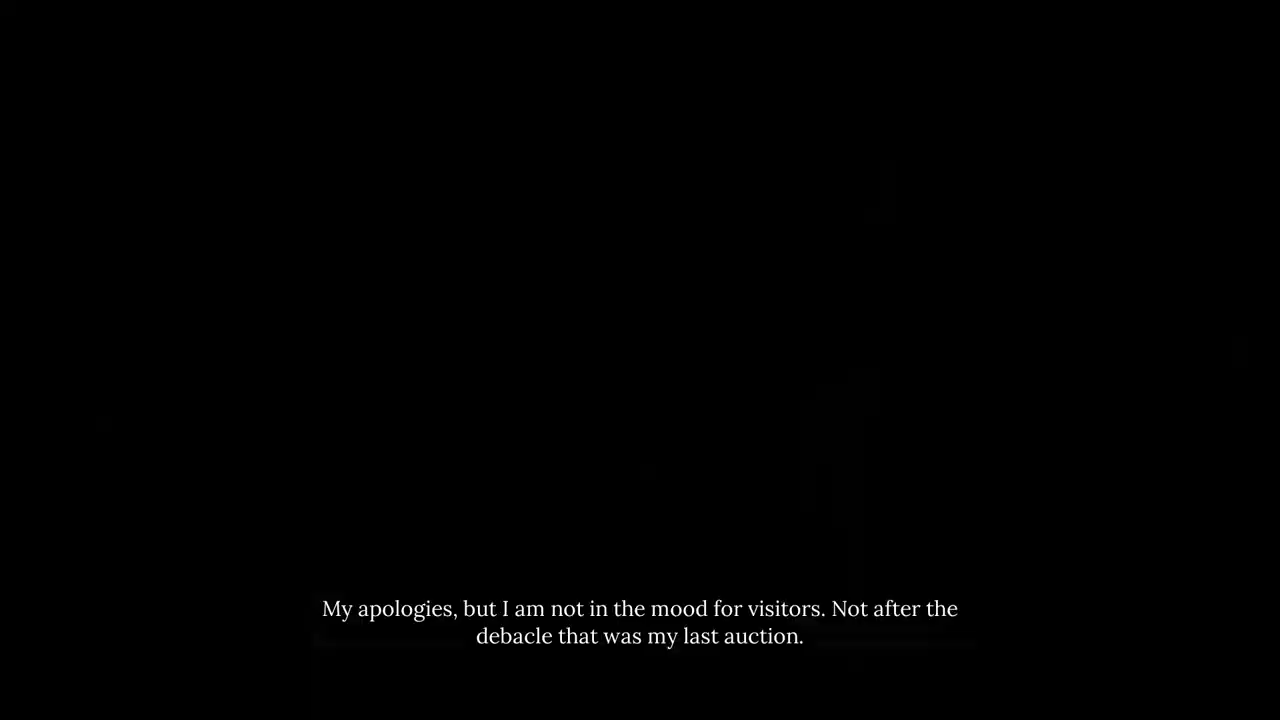 My apologies, but I am not in the mood for visitors. Not after the
debacle that was my last auction.